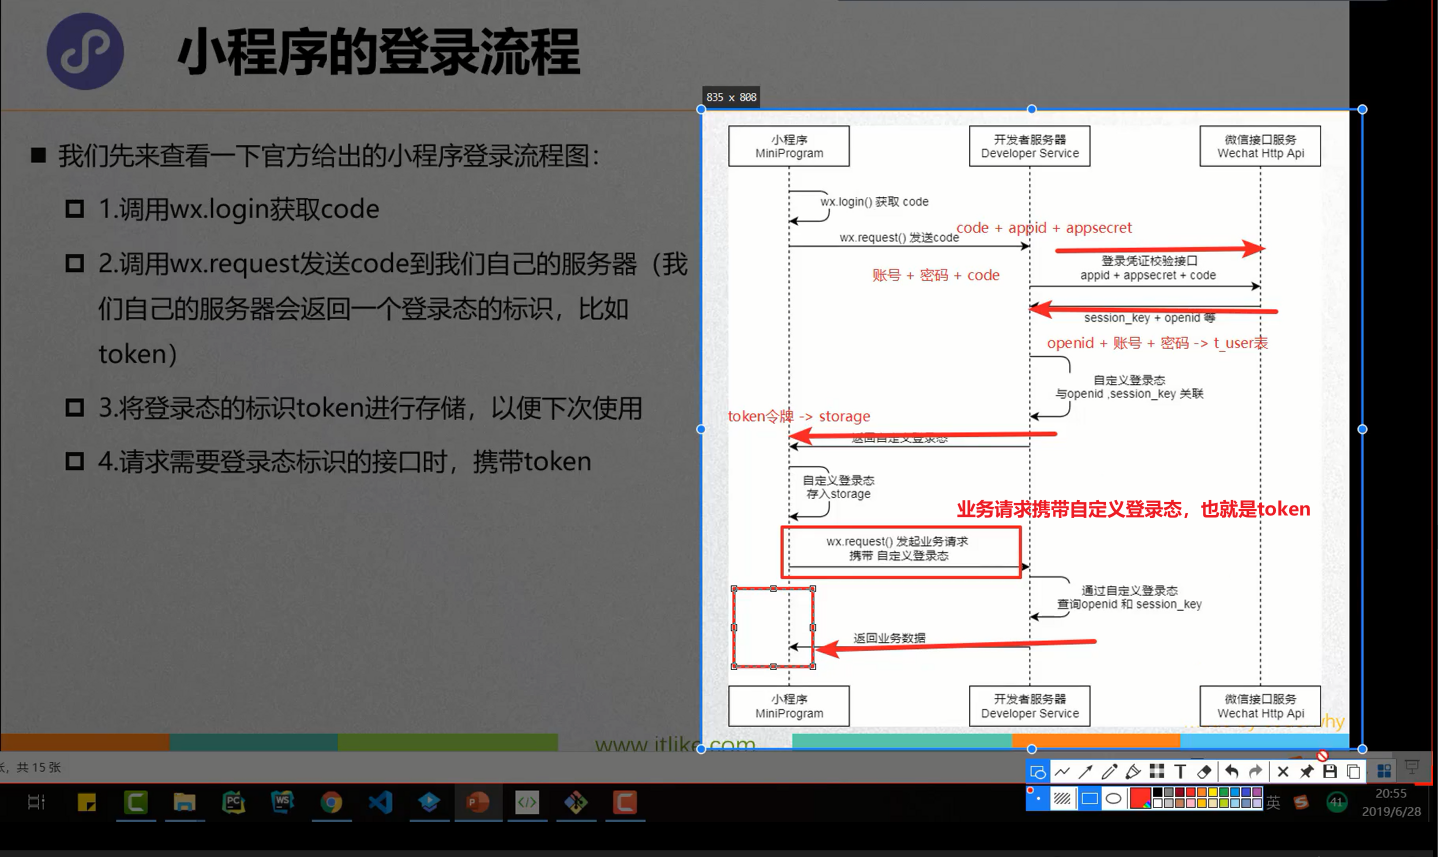 小程序的登录流程
我们先来查看一下官方给出的小程序登录流程图：
1.调用wx.login获取code
2.调用wx.request发送code到我们自己的服务器（我
们自己的服务器会返回一个登录态的标识，比如
token）
3.将登录态的标识token进行存储，以便下次使用
4.请求需要登录态标识的接口时，携带token
835 x 808
小程序
MiniProgram
开发者服务器
Developer Service
微信接口服务
Wechat Http Api
wx.login() 获取 code
wx.request() 发送code
code + appid + appsecret
登录凭证校验接口
appid + appsecret + code
账号 + 密码 + code
session_key + openid 等
openid + 账号 + 密码 -> t_user表
自定义登录态
与openid ,session_key 关联
token令牌 -> storage
返回自定义登录态
自定义登录态
存入storage
业务请求携带自定义登录态，也就是token
wx.request() 发起业务请求
携带 自定义登录态
通过自定义登录态
查询openid 和 session_key
返回业务数据
小程序
MiniProgram
开发者服务器
Developer Service
微信接口服务
Wechat Http Api
www.itlike.com
hy
，共 15 张
PC
WS
英
41
20:55
2019/6/28